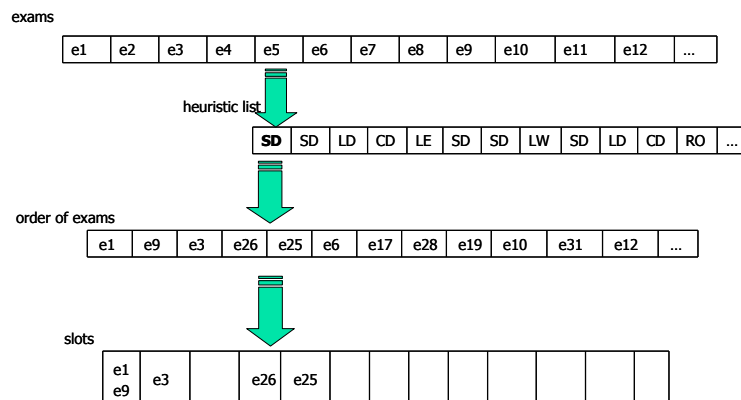 exams
e1 e2 e3 e4 e5 e6 e7 e8 e9 e10 e11 e12 ...
heuristic list
SD SD LD CD LE SD SD LW SD LD CD RO ...
order of exams
e1 e9 e3 e26 e25 e6 e17 e28 e19 e10 e31 e12 ...
slots
e1
e3 e26 e25
e9